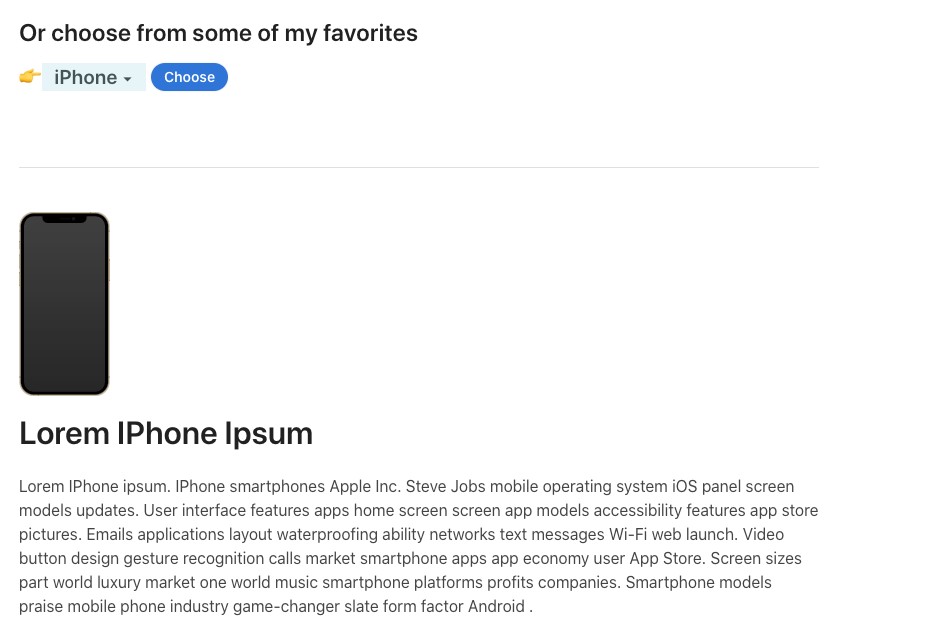 Or choose from some of my favorites
👉 iPhone
Choose
Lorem IPhone Ipsum
Lorem IPhone ipsum. IPhone smartphones Apple Inc. Steve Jobs mobile operating system iOS panel screen
models updates. User interface features apps home screen screen app models accessibility features app store
pictures. Emails applications layout waterproofing ability networks text messages Wi-Fi web launch. Video
button design gesture recognition calls market smartphone apps app economy user App Store. Screen sizes
part world luxury market one world music smartphone platforms profits companies. Smartphone models
praise mobile phone industry game-changer slate form factor Android .